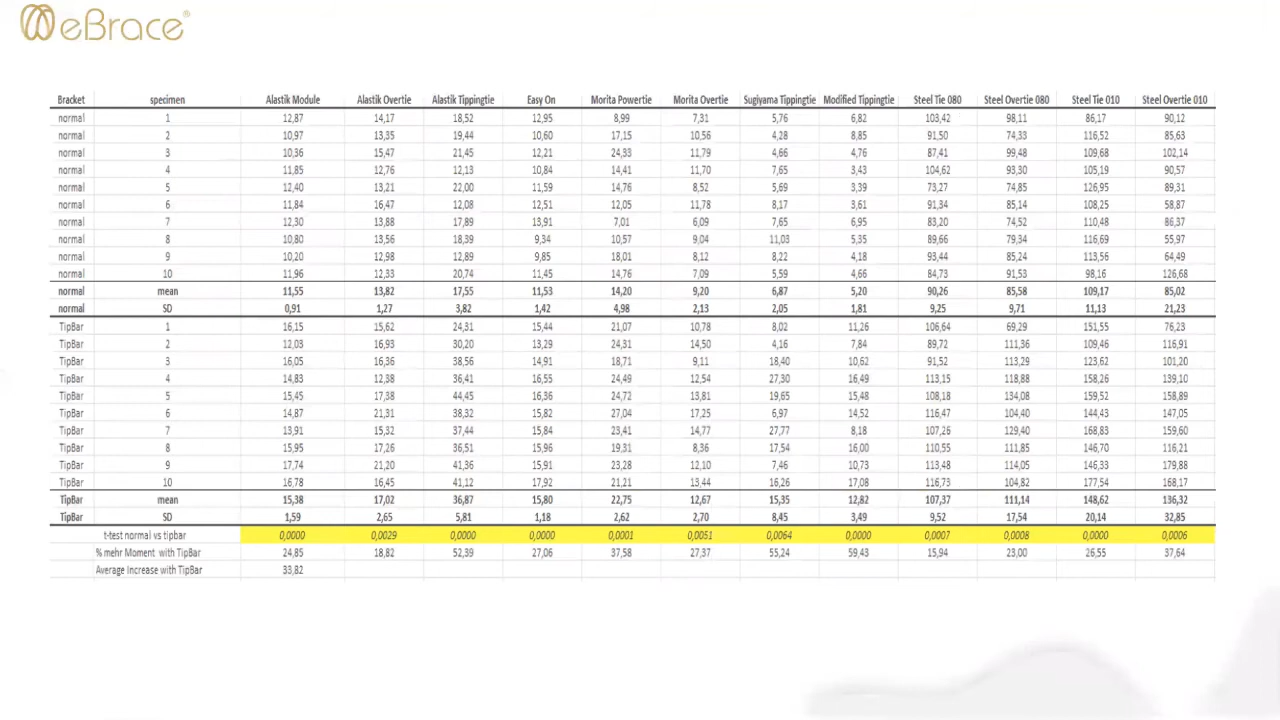 eBrace®
Bracket specimen Alastik Module Alastik Overtie Alastik Tippingtie Easy On Morita Powertie Morita Overtie Sugiyama Tippingtie Modified Tippingtie Steel Tie 080 Steel Overtie 080 Steel Tie 010 Steel Overtie 010
normal 1 12,87 14,17 18,52 12,95 8,99 7,31 5,76 6,82 103,42 98,11 86,17 90,12
normal 2 10,97 13,35 19,44 10,60 17,15 10,56 4,28 8,85 91,50 74,33 116,52 85,63
normal 3 10,36 15,47 21,45 12,21 24,33 11,79 4,66 4,76 87,41 99,48 109,68 102,14
normal 4 11,85 12,76 12,13 10,84 14,41 11,70 7,65 3,43 104,62 93,30 105,19 90,57
normal 5 12,40 13,21 22,00 11,59 14,76 8,52 5,69 3,39 73,27 74,85 126,95 89,31
normal 6 11,84 16,47 12,08 12,51 12,05 11,78 8,17 3,61 91,34 85,14 108,25 58,87
normal 7 12,30 13,88 17,89 13,91 7,01 6,09 7,65 6,95 83,20 74,52 110,48 86,37
normal 8 10,80 13,56 18,39 9,34 10,57 9,04 11,03 5,35 89,66 79,34 116,69 55,97
normal 9 10,20 12,98 12,89 9,85 18,01 8,12 8,22 4,18 93,44 85,24 113,56 64,49
normal 10 11,96 12,33 20,74 11,45 14,76 7,09 5,59 4,66 84,73 91,53 98,16 126,68
normal mean 11,55 13,82 17,55 11,53 14,20 9,20 6,87 5,20 90,26 85,58 109,17 85,02
normal SD 0,91 1,27 3,82 1,42 4,98 2,13 2,05 1,81 9,25 9,71 11,13 21,23
TipBar 1 16,15 15,62 24,31 15,44 21,07 10,78 8,02 11,26 106,64 69,29 151,55 76,23
TipBar 2 12,03 16,93 30,20 13,29 24,31 14,50 4,16 7,84 89,72 111,36 109,46 116,91
TipBar 3 16,05 16,36 38,56 14,91 18,71 9,11 18,40 10,62 91,52 113,29 123,62 101,20
TipBar 4 14,83 12,38 36,41 16,55 24,49 12,54 27,30 16,49 113,15 118,88 158,26 139,10
TipBar 5 15,45 17,38 44,45 16,36 24,72 13,81 19,65 15,48 108,18 134,08 159,52 158,89
TipBar 6 14,87 21,31 38,32 15,82 27,04 17,25 6,97 14,52 116,47 104,40 144,43 147,05
TipBar 7 13,91 15,32 37,44 15,84 23,41 14,77 27,77 8,18 107,26 129,40 168,83 159,60
TipBar 8 15,95 17,26 36,51 15,96 19,31 8,36 17,54 16,00 110,55 111,85 146,70 116,21
TipBar 9 17,74 21,20 41,36 15,91 23,28 12,10 7,46 10,73 113,48 114,05 146,33 179,88
TipBar 10 16,78 16,45 41,12 17,92 21,21 13,44 16,26 17,08 116,73 104,82 177,54 168,17
TipBar mean 15,38 17,02 36,87 15,80 22,75 12,67 15,35 12,82 107,37 111,14 148,62 136,32
TipBar SD 1,59 2,65 5,81 1,18 2,62 2,70 8,45 3,49 9,52 17,54 20,14 32,85
t-test normal vs tipbar 0,0000 0,0029 0,0000 0,0000 0,0001 0,0051 0,0064 0,0000 0,0007 0,0008 0,0000 0,0006
% mehr Moment with TipBar 24,85 18,82 52,39 27,06 37,58 27,37 55,24 59,43 15,94 23,00 26,55 37,64
Average Increase with TipBar 33,82